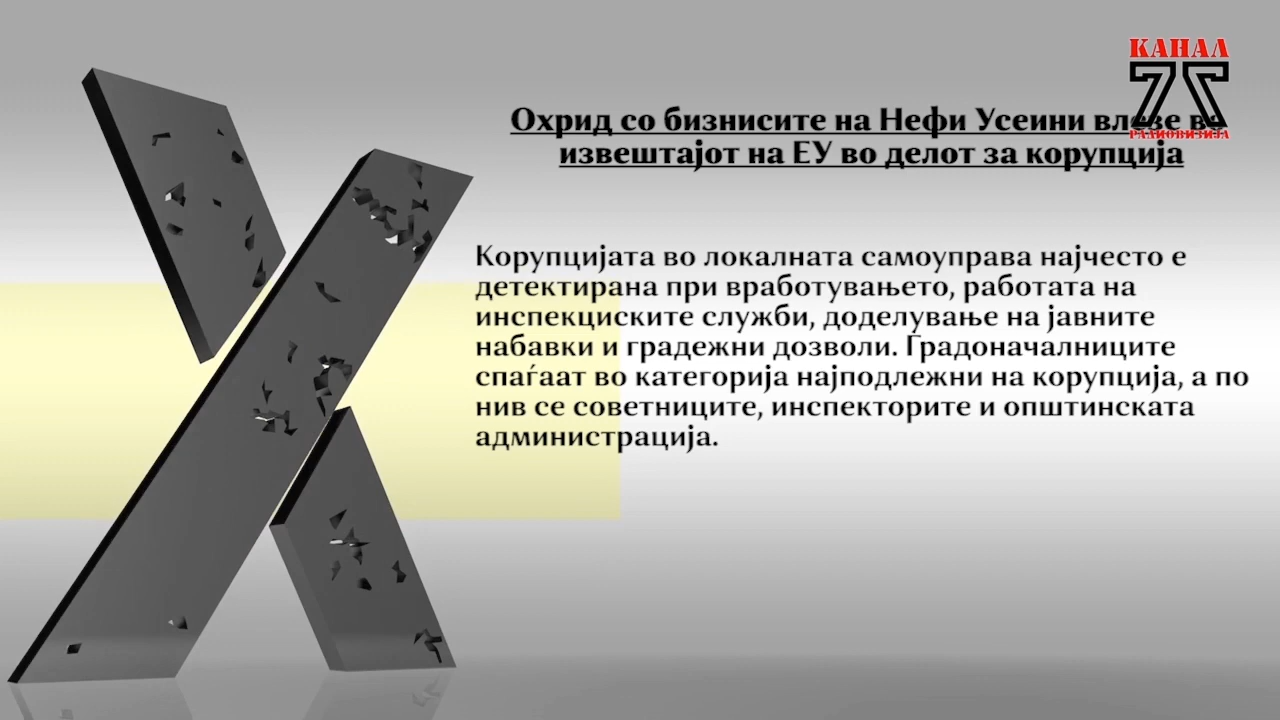 КАНАЛ
77
РАДИОВИЗИЈА
Охрид со бизнисите на Нефи Усеини
извештајот на ЕУ во делот за корупција
Корупцијата во локалната самоуправа најчесто е
детектирана при вработувањето, работата на
инспекциските служби, доделување на јавните
набавки и градежни дозволи. Градоначалниците
спаѓаат во категорија најподлежни на корупција, а по
нив се советниците, инспекторите и општинската
администрација.